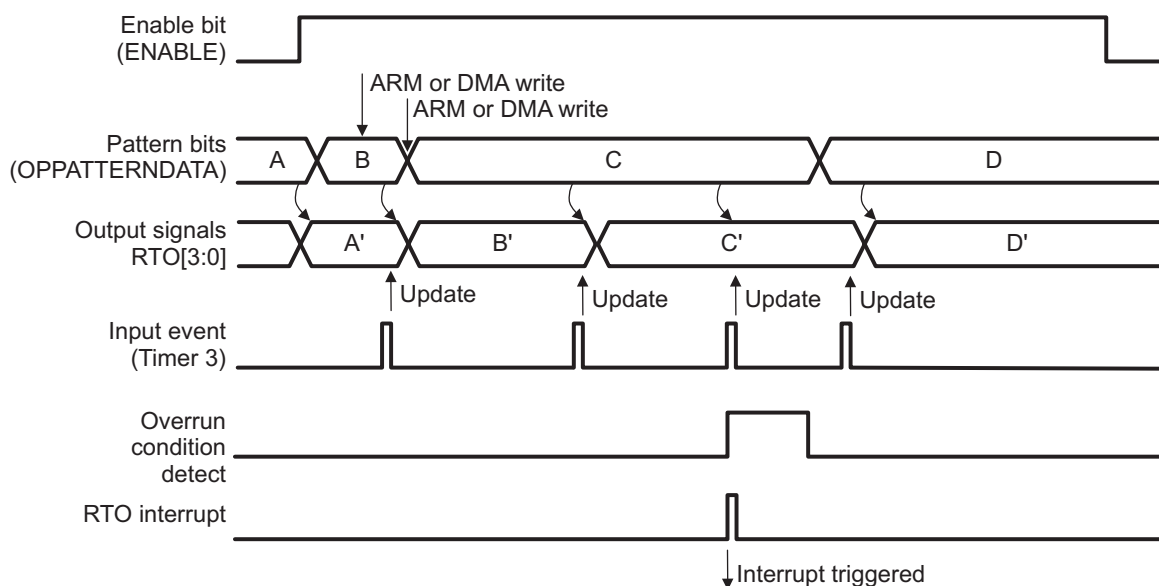 Enable bit
(ENABLE)
ARM or DMA write
ARM or DMA write
Pattern bits
(OPPATTERNDATA)
A
B
C
D
Output signals
RTO[3:0]
A'
B'
C'
D'
Update
Update
Update
Update
Input event
(Timer 3)
Overrun
condition
detect
RTO interrupt
Interrupt triggered